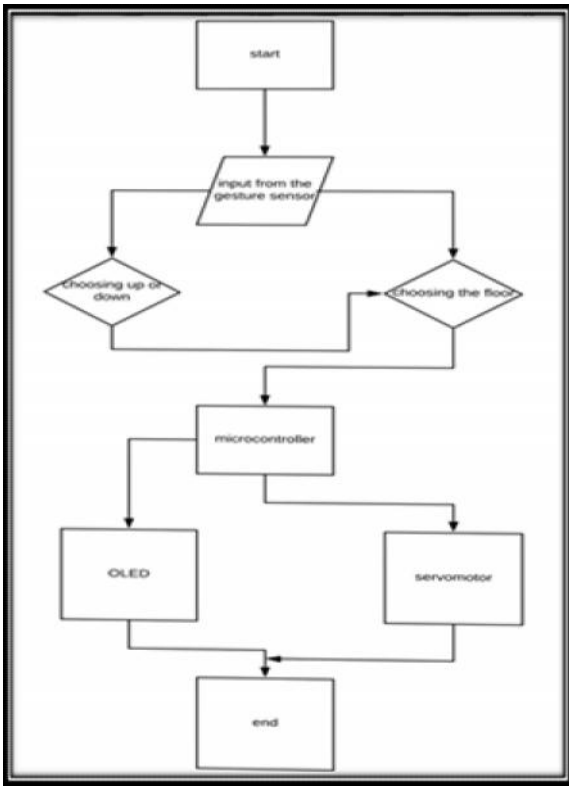 start
input from the
gesture sensor
choosing up or
down
choosing the floor
microcontroller
OLED
servomotor
end